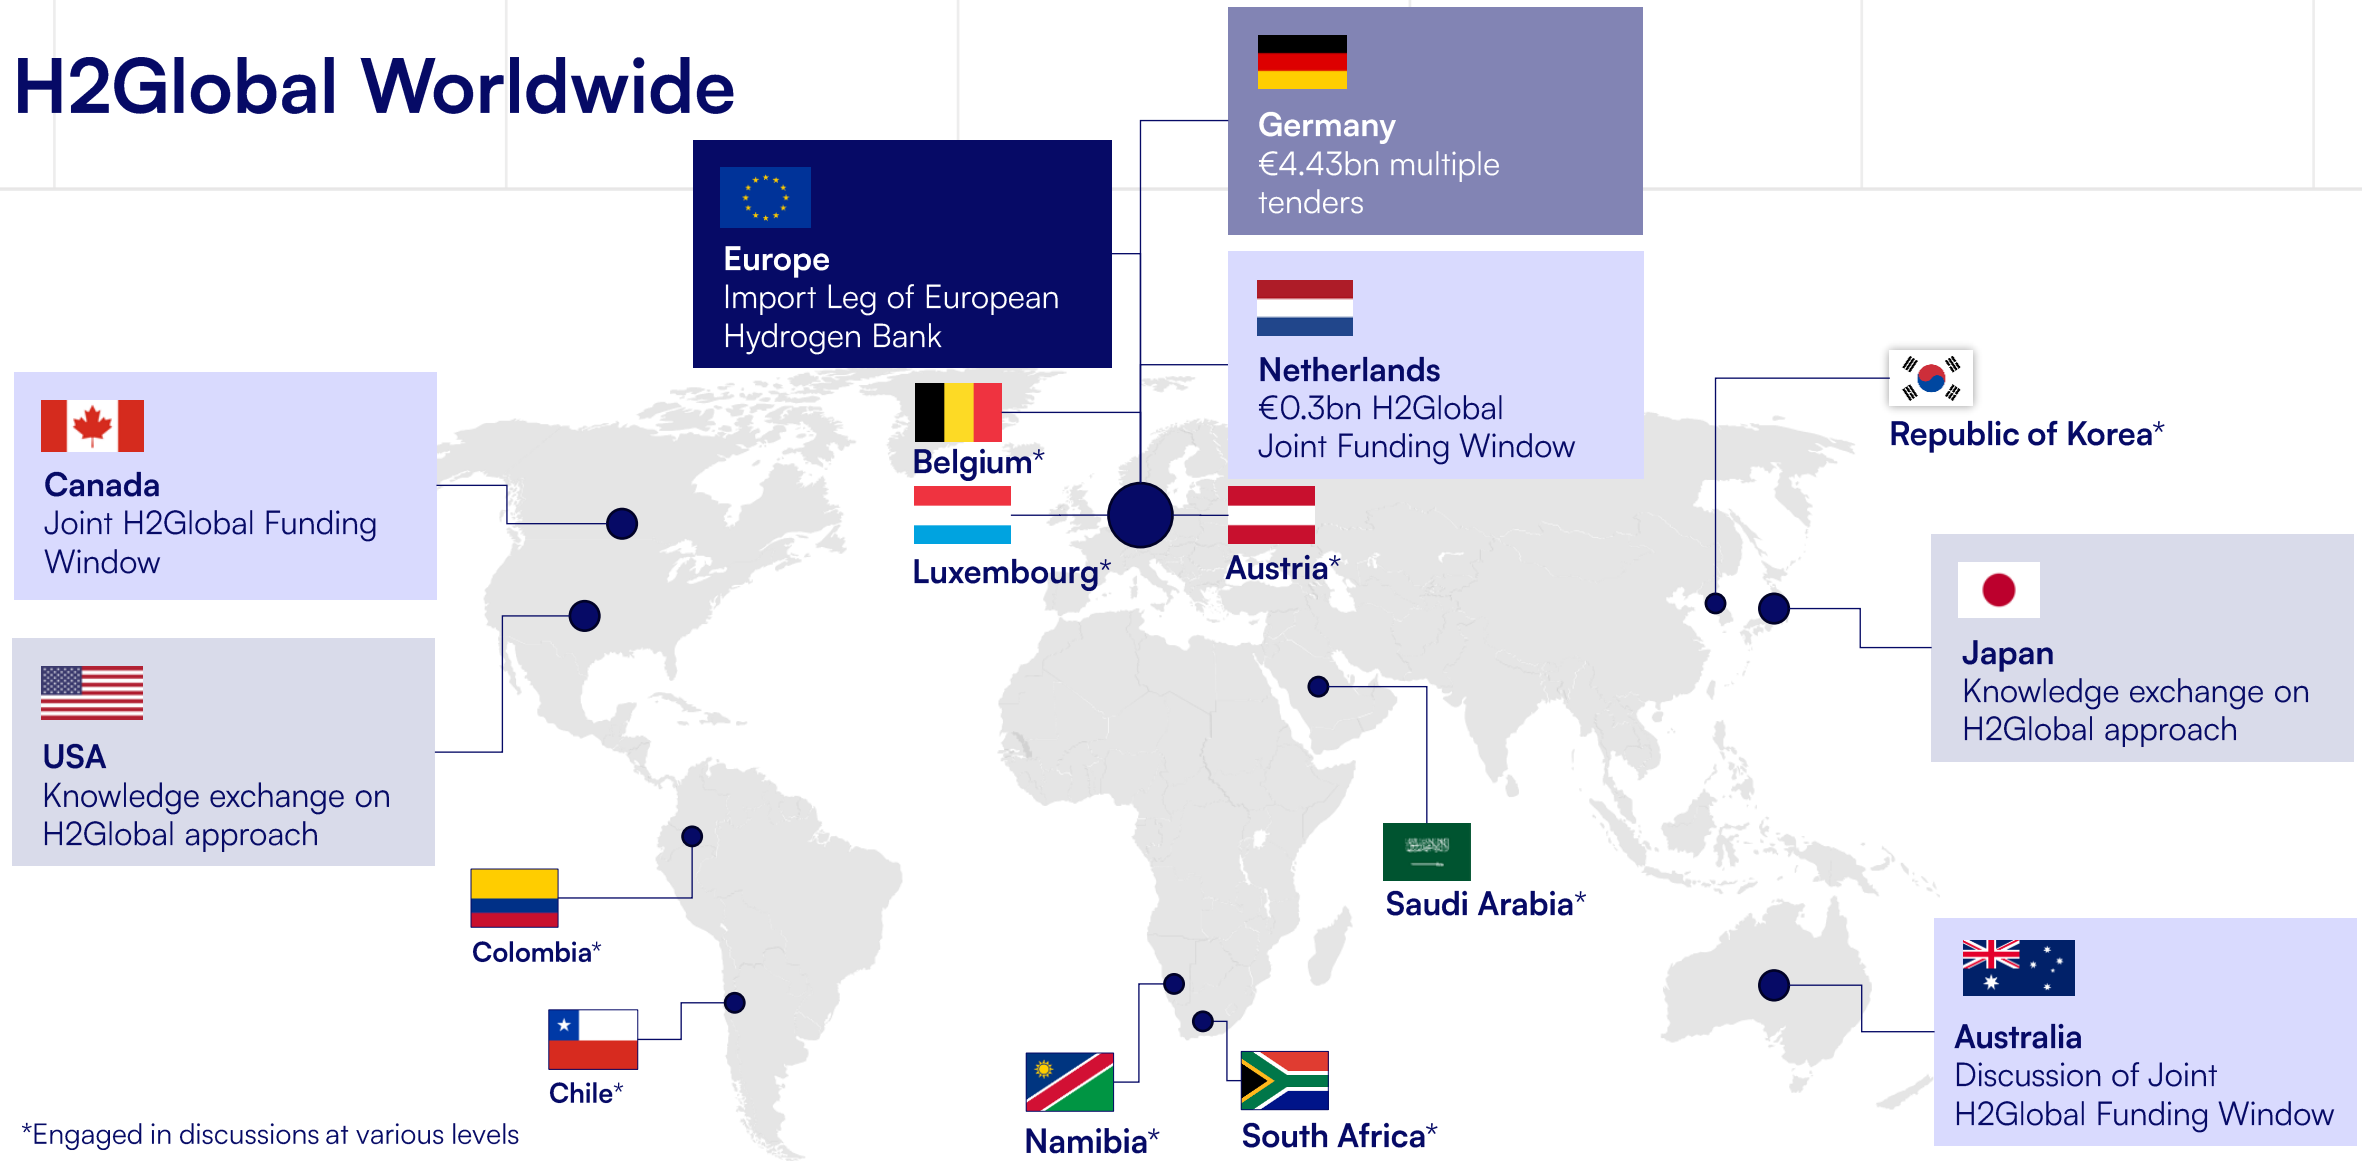 H2Global Worldwide
Germany
€4.43bn multiple
tenders
Europe
Import Leg of European
Hydrogen Bank
Netherlands
€0.3bn H2Global
Joint Funding Window
Belgium*
Luxembourg*
Austria*
Republic of Korea*
Canada
Joint H2Global Funding
Window
USA
Knowledge exchange on
H2Global approach
Japan
Knowledge exchange on
H2Global approach
Saudi Arabia*
Colombia*
Chile*
Namibia*
South Africa*
Australia
Discussion of Joint
H2Global Funding Window
*Engaged in discussions at various levels